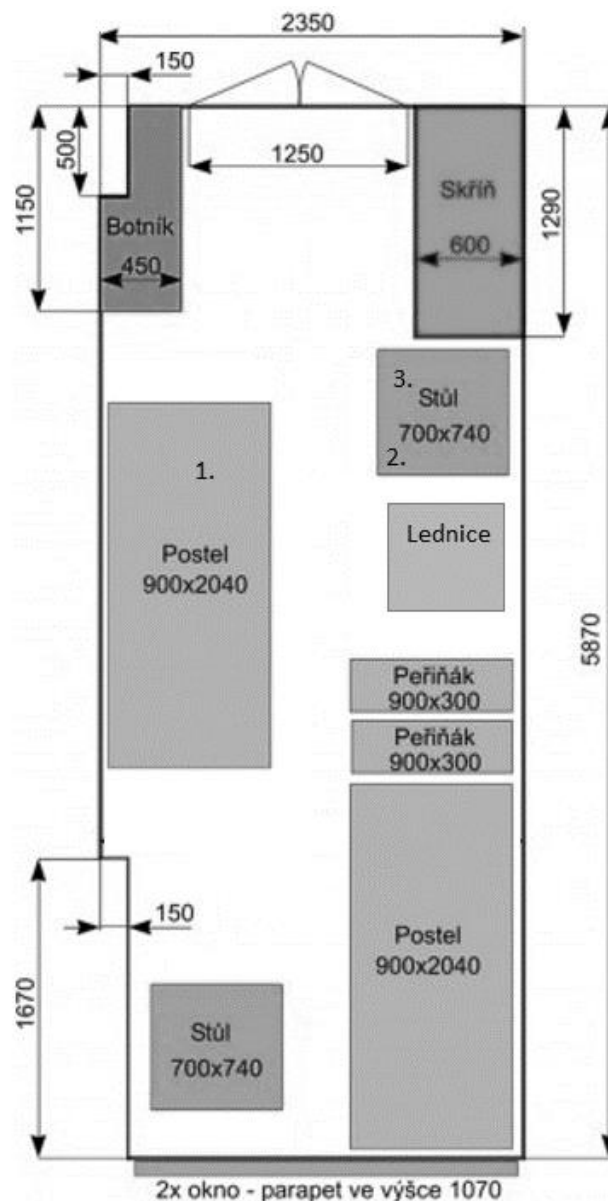 2350
150
500
1150
1250
Botník
450
Skříň
600
1290
3.
Stůl
700x740
2.
1.
Postel
900x2040
Lednice
5870
Peřiňák
900x300
Peřiňák
900x300
150
1670
Postel
900x2040
Stůl
700x740
2x okno - parapet ve výšce 1070